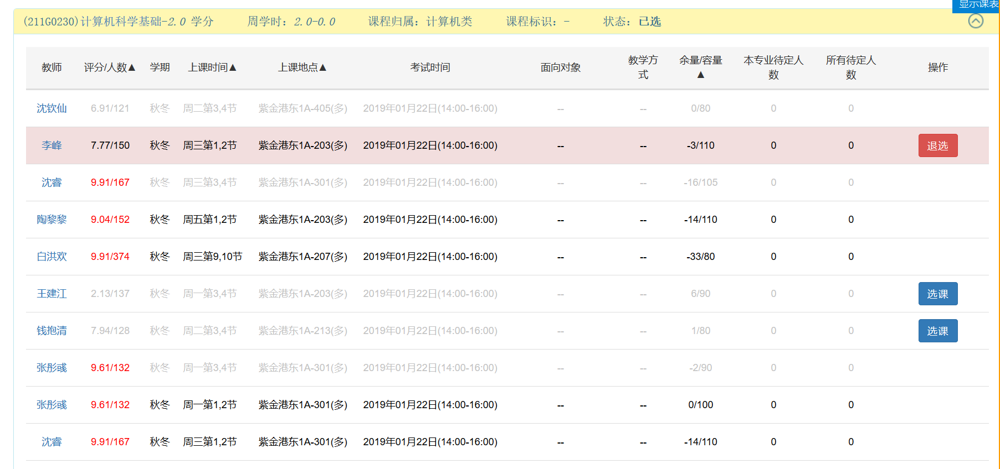 显示课表
(211G0230)计算机科学基础-2.0 学分 周学时：2.0-0.0 课程归属：计算机类 课程标识：- 状态：已选
教师 评分/人数▲ 学期 上课时间▲ 上课地点▲ 考试时间 面向对象 教学方式 余量/容量▲ 本专业待定人数 所有待定人数 操作
沈钦仙 6.91/121 秋冬 周二第3,4节 紫金港东1A-405(多) 2019年01月22日(14:00-16:00) -- -- 0/80 0 0
李峰 7.77/150 秋冬 周三第1,2节 紫金港东1A-203(多) 2019年01月22日(14:00-16:00) -- -- -3/110 0 0 退选
沈睿 9.91/167 秋冬 周三第3,4节 紫金港东1A-301(多) 2019年01月22日(14:00-16:00) -- -- -16/105 0 0
陶黎黎 9.04/152 秋冬 周五第1,2节 紫金港东1A-203(多) 2019年01月22日(14:00-16:00) -- -- -14/110 0 0
白洪欢 9.91/374 秋冬 周三第9,10节 紫金港东1A-207(多) 2019年01月22日(14:00-16:00) -- -- -33/80 0 0
王建江 2.13/137 秋冬 周一第3,4节 紫金港东1A-203(多) 2019年01月22日(14:00-16:00) -- -- 6/90 0 0 选课
钱抱清 7.94/128 秋冬 周二第3,4节 紫金港东1A-213(多) 2019年01月22日(14:00-16:00) -- -- 1/80 0 0 选课
张彤彧 9.61/132 秋冬 周一第3,4节 紫金港东1A-301(多) 2019年01月22日(14:00-16:00) -- -- -2/90 0 0
张彤彧 9.61/132 秋冬 周一第1,2节 紫金港东1A-301(多) 2019年01月22日(14:00-16:00) -- -- 0/100 0 0
沈睿 9.91/167 秋冬 周三第1,2节 紫金港东1A-301(多) 2019年01月22日(14:00-16:00) -- -- -14/110 0 0